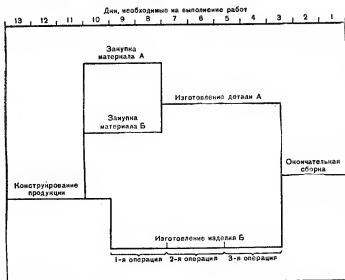 Дни, необходимые на выполнение работ
13 12 11 10 9 8 7 6 5 4 3 2 1
Закупка
материала А
Закупка
материала Б
Изготовление детали А
Окончательная
сборка
Конструирование
продукции
Изготовление изделия Б
1-я операция 2-я операция 3-я операция